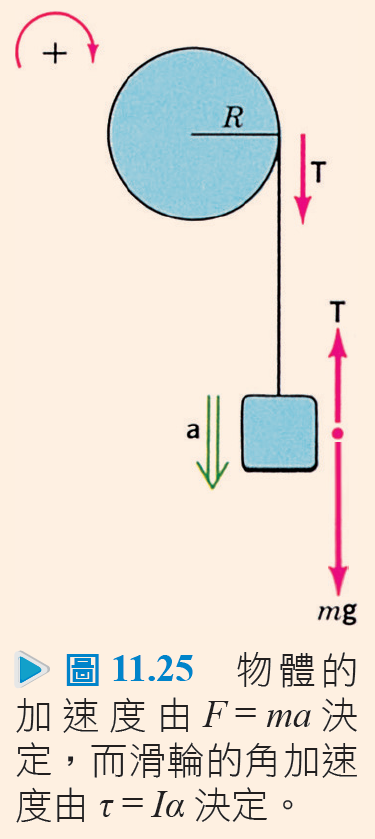 +
R
T
T
a
mg
圖 11.25 物體的
加速度由 F = ma 決
定，而滑輪的角加速
度由 τ = Iα 決定。